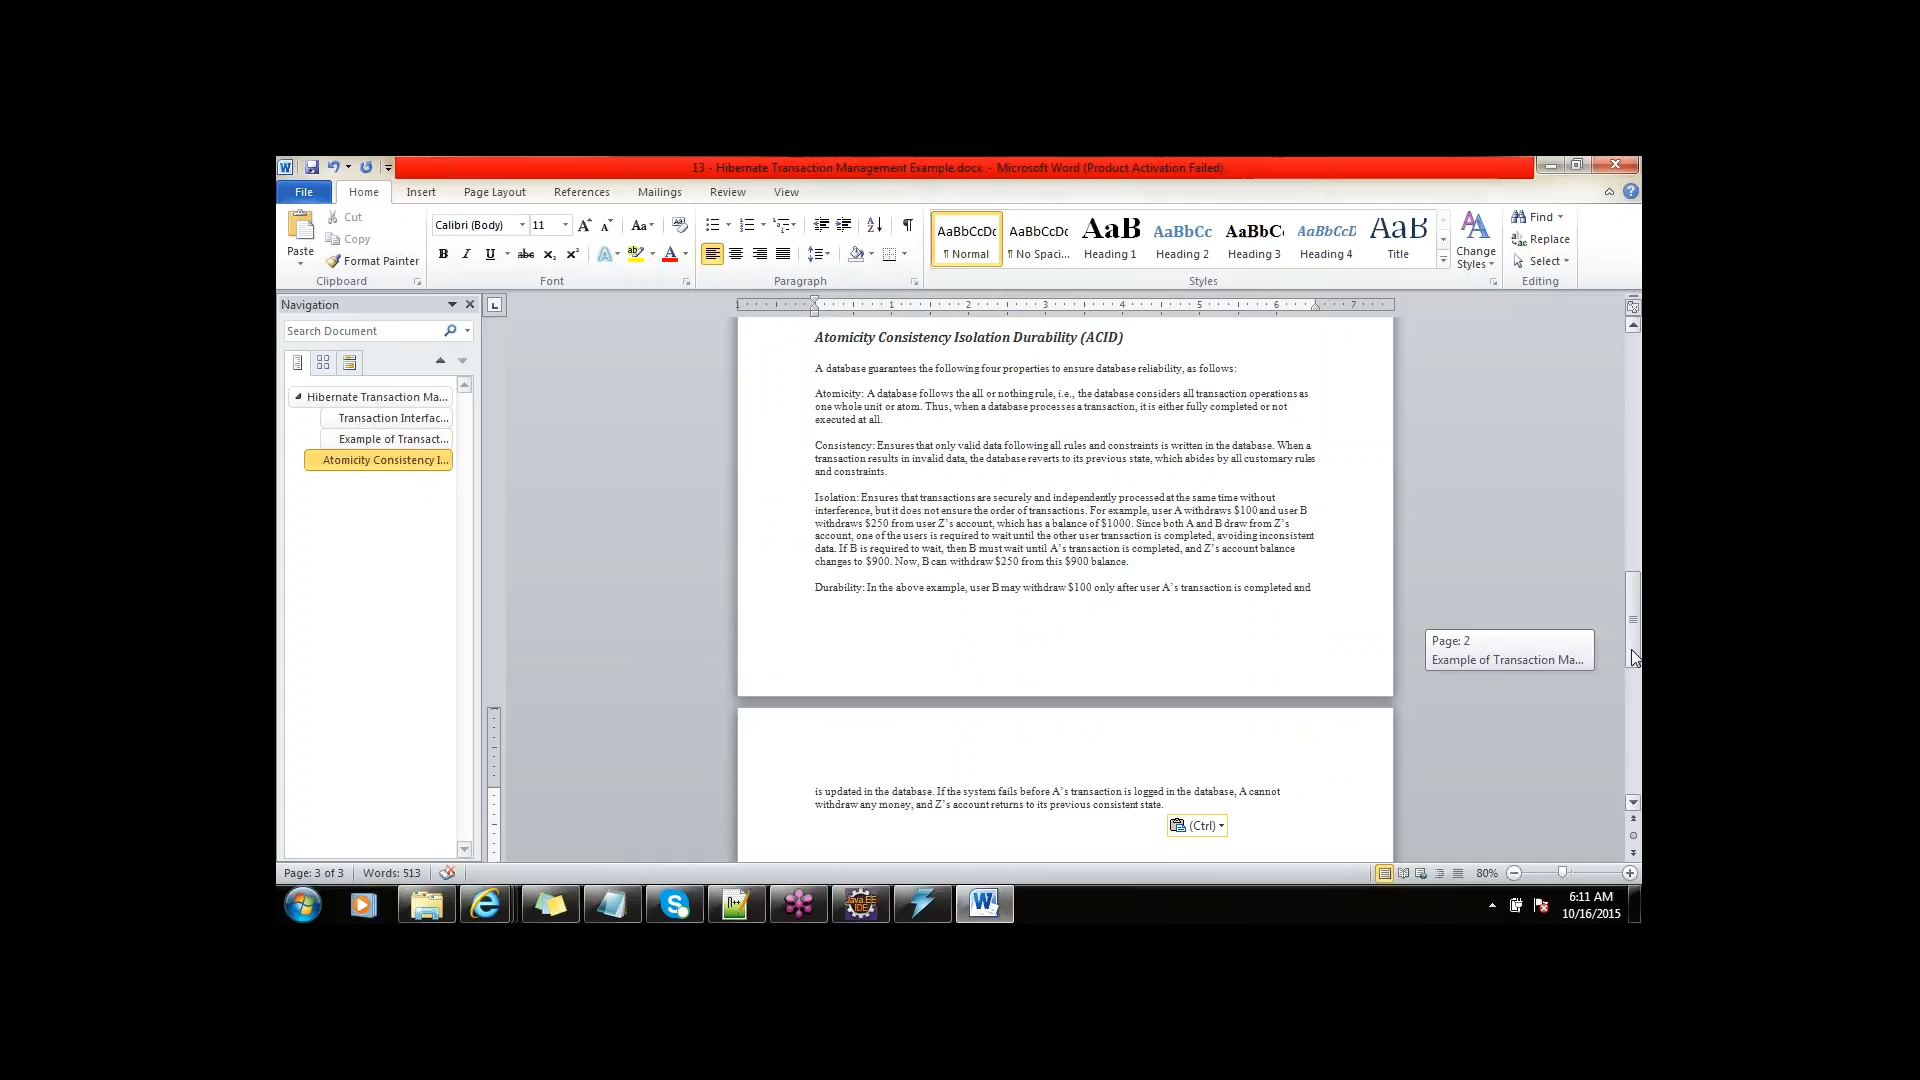 13 - Hibernate Transaction Management Example.docx - Microsoft Word (Product Activation Failed)
File Home Insert Page Layout References Mailings Review View
Paste
Cut
Copy
Format Painter
Clipboard
Calibri (Body) 11
Font
Paragraph
AaBbCcDc AaBbCcDc AaB AaBbCc AaBbC AaBbCcD AaB
¶ Normal ¶ No Spaci... Heading 1 Heading 2 Heading 3 Heading 4 Title
Change
Styles
Styles
Find
Replace
Select
Editing
Navigation
Search Document
Hibernate Transaction Ma...
Transaction Interfac...
Example of Transact...
Atomicity Consistency I...
Atomicity Consistency Isolation Durability (ACID)
A database guarantees the following four properties to ensure database reliability, as follows:
Atomicity: A database follows the all or nothing rule, i.e., the database considers all transaction operations as
one whole unit or atom. Thus, when a database processes a transaction, it is either fully completed or not
executed at all.
Consistency: Ensures that only valid data following all rules and constraints is written in the database. When a
transaction results in invalid data, the database reverts to its previous state, which abides by all customary rules
and constraints.
Isolation: Ensures that transactions are securely and independently processed at the same time without
interference, but it does not ensure the order of transactions. For example, user A withdraws $100 and user B
withdraws $250 from user Z's account, which has a balance of $1000. Since both A and B draw from Z's
account, one of the users is required to wait until the other user transaction is completed, avoiding inconsistent
data. If B is required to wait, then B must wait until A's transaction is completed, and Z's account balance
changes to $900. Now, B can withdraw $250 from this $900 balance.
Durability: In the above example, user B may withdraw $100 only after user A's transaction is completed and
Page: 2
Example of Transaction Ma...
is updated in the database. If the system fails before A's transaction is logged in the database, A cannot
withdraw any money, and Z's account returns to its previous consistent state.
(Ctrl)
Page: 3 of 3 Words: 513
80%
6:11 AM
10/16/2015